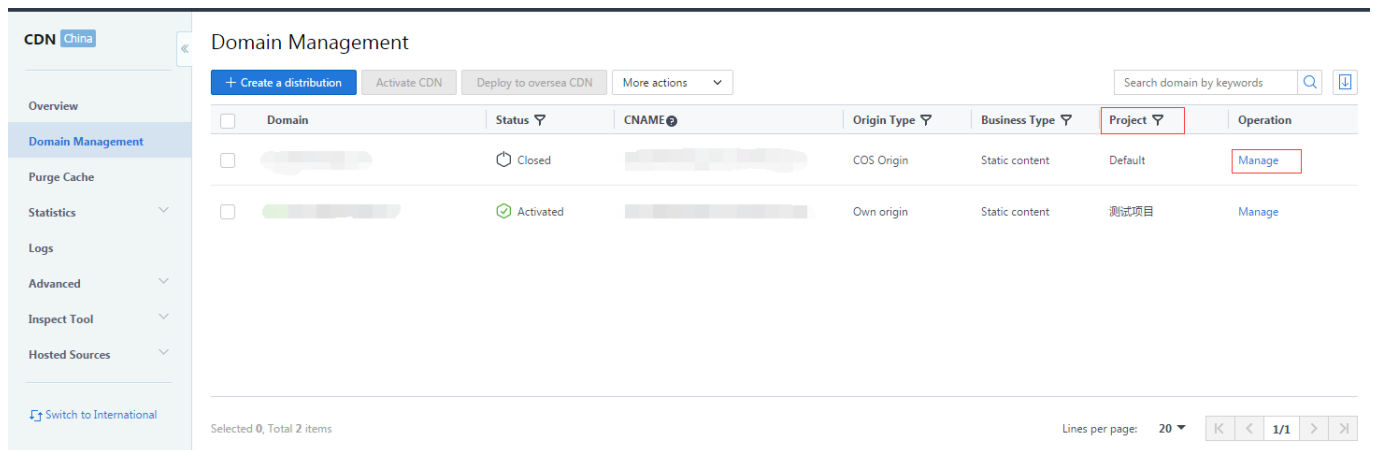 CDN China
Domain Management
+ Create a distribution Activate CDN Deploy to oversea CDN More actions Search domain by keywords
Overview
Domain Management
Purge Cache
Statistics
Logs
Advanced
Inspect Tool
Hosted Sources
Switch to International
Domain Status CNAME Origin Type Business Type Project Operation
Closed COS Origin Static content Default Manage
Activated Own origin Static content 测试项目 Manage
Selected 0, Total 2 items Lines per page: 20 1/1